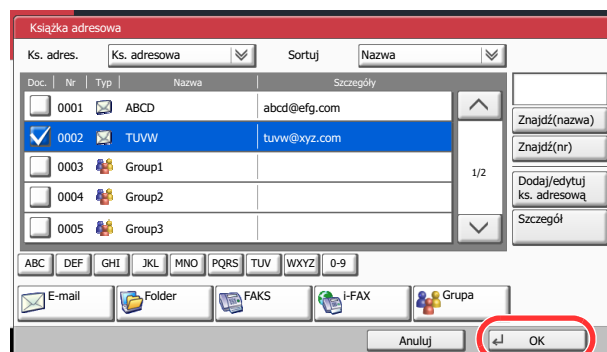 Książka adresowa
Ks. adres. Ks. adresowa Sortuj Nazwa
Doc. Nr Typ Nazwa Szczegóły
0001 ABCD abcd@efg.com
0002 TUVW tuvw@xyz.com
0003 Group1
0004 Group2
0005 Group3
1/2
Znajdź(nazwa)
Znajdź(nr)
Dodaj/edytuj
ks. adresową
Szczegół
ABC DEF GHI JKL MNO PQRS TUV WXYZ 0-9
E-mail Folder FAKS i-FAX Grupa
Anuluj OK